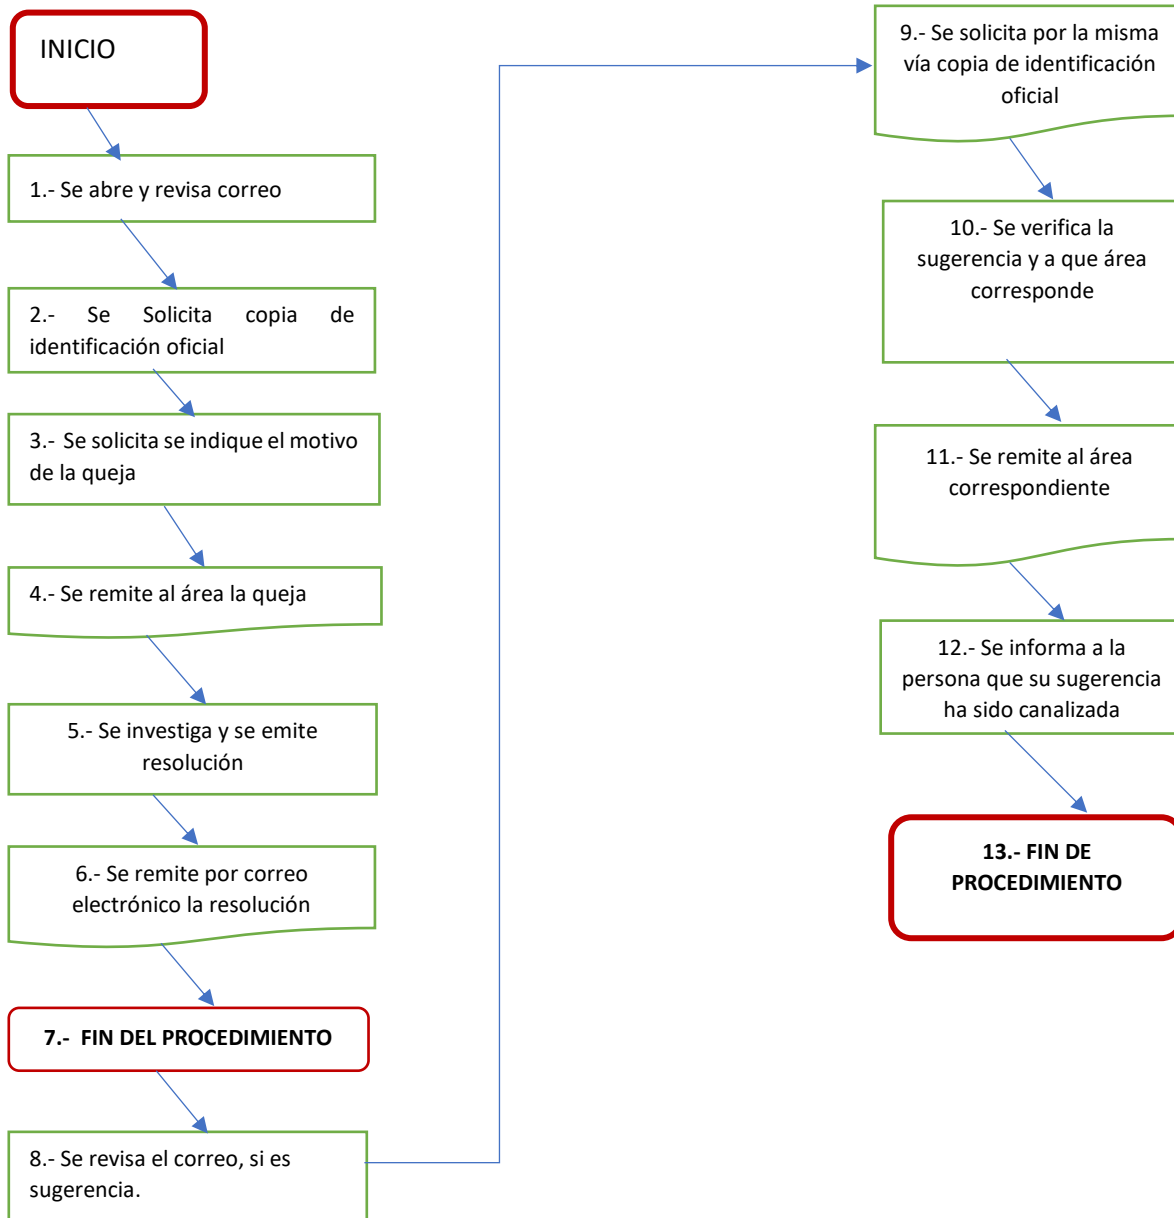 INICIO
1.- Se abre y revisa correo
2.- Se Solicita copia de
identificación oficial
3.- Se solicita se indique el motivo
de la queja
4.- Se remite al área la queja
5.- Se investiga y se emite
resolución
6.- Se remite por correo
electrónico la resolución
7.- FIN DEL PROCEDIMIENTO
8.- Se revisa el correo, si es
sugerencia.
9.- Se solicita por la misma
vía copia de identificación
oficial
10.- Se verifica la
sugerencia y a que área
corresponde
11.- Se remite al área
correspondiente
12.- Se informa a la
persona que su sugerencia
ha sido canalizada
13.- FIN DE
PROCEDIMIENTO